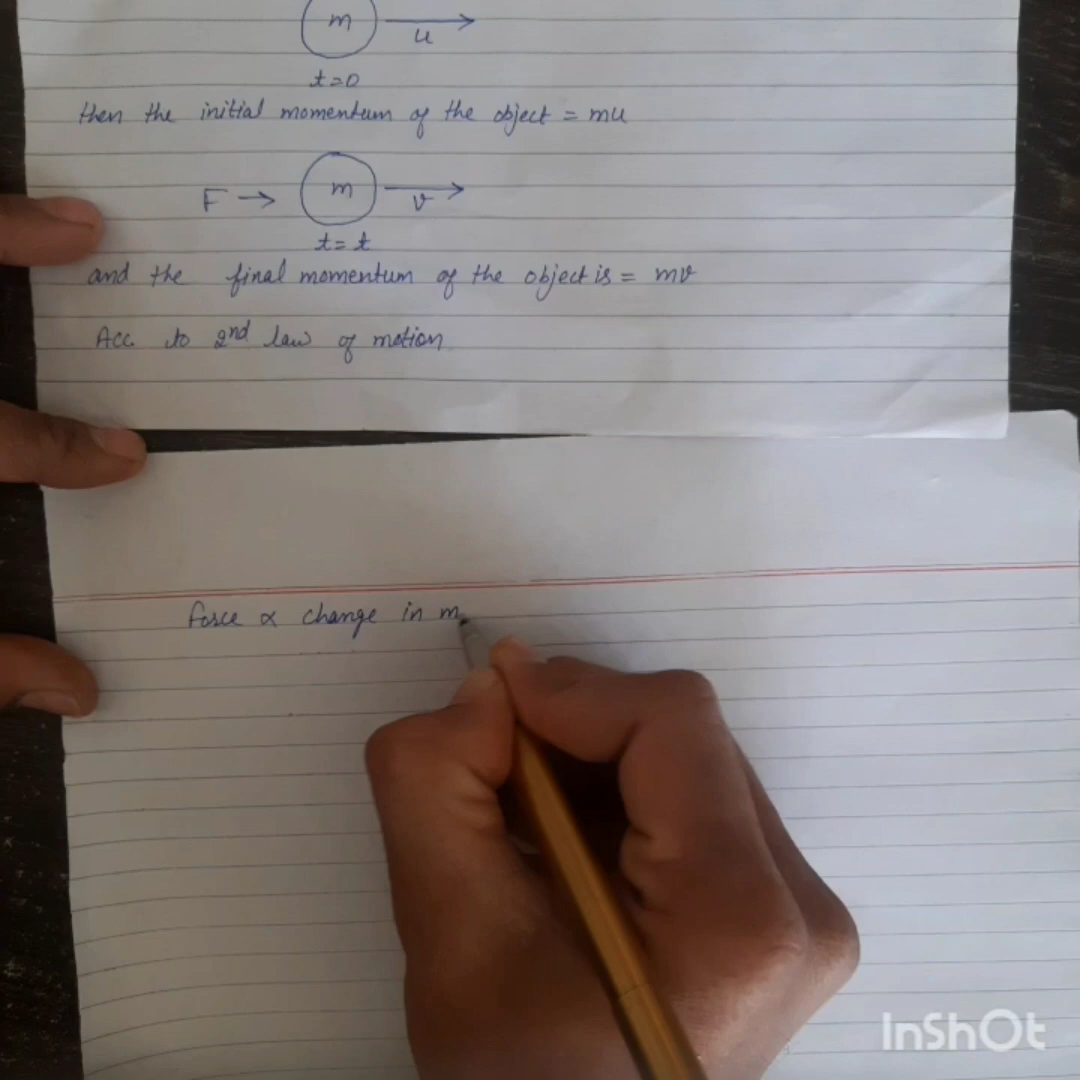 m
u
t=0
then the initial momentum of the object = mu
F → m
v
t= t
and the final momentum of the object is = mv
Acc. to 2nd law of motion
force ∝ change in m
InShOt